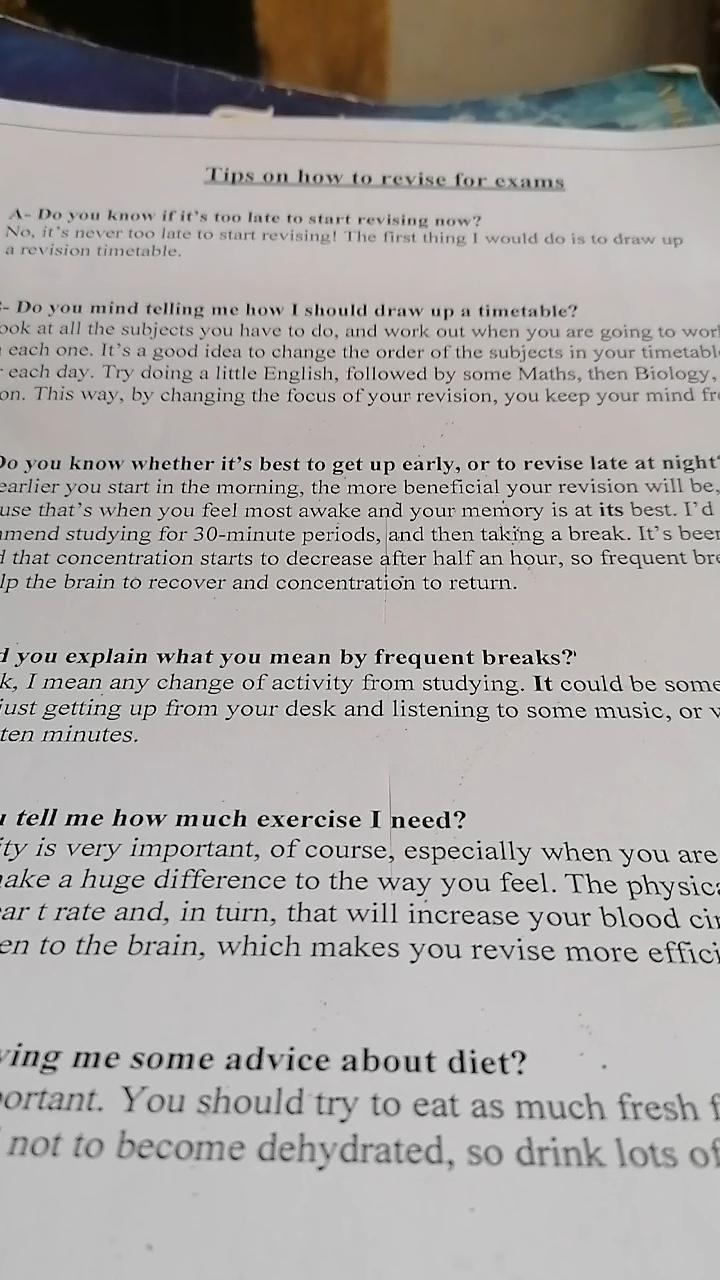 Tips on how to revise for exams
A- Do you know if it's too late to start revising now?
No, it's never too late to start revising! The first thing I would do is to draw up
a revision timetable.
- Do you mind telling me how I should draw up a timetable?
ook at all the subjects you have to do, and work out when you are going to wor
each one. It's a good idea to change the order of the subjects in your timetabl
each day. Try doing a little English, followed by some Maths, then Biology,
on. This way, by changing the focus of your revision, you keep your mind fr
Do you know whether it's best to get up early, or to revise late at night?
earlier you start in the morning, the more beneficial your revision will be,
use that's when you feel most awake and your memory is at its best. I'd
mend studying for 30-minute periods, and then taking a break. It's been
d that concentration starts to decrease after half an hour, so frequent bre
lp the brain to recover and concentration to return.
d you explain what you mean by frequent breaks?'
k, I mean any change of activity from studying. It could be some
just getting up from your desk and listening to some music, or
ten minutes.
u tell me how much exercise I need?
ity is very important, of course, especially when you are
ake a huge difference to the way you feel. The physica
ar t rate and, in turn, that will increase your blood cir
en to the brain, which makes you revise more effici
ving me some advice about diet?
portant. You should try to eat as much fresh f
not to become dehydrated, so drink lots of